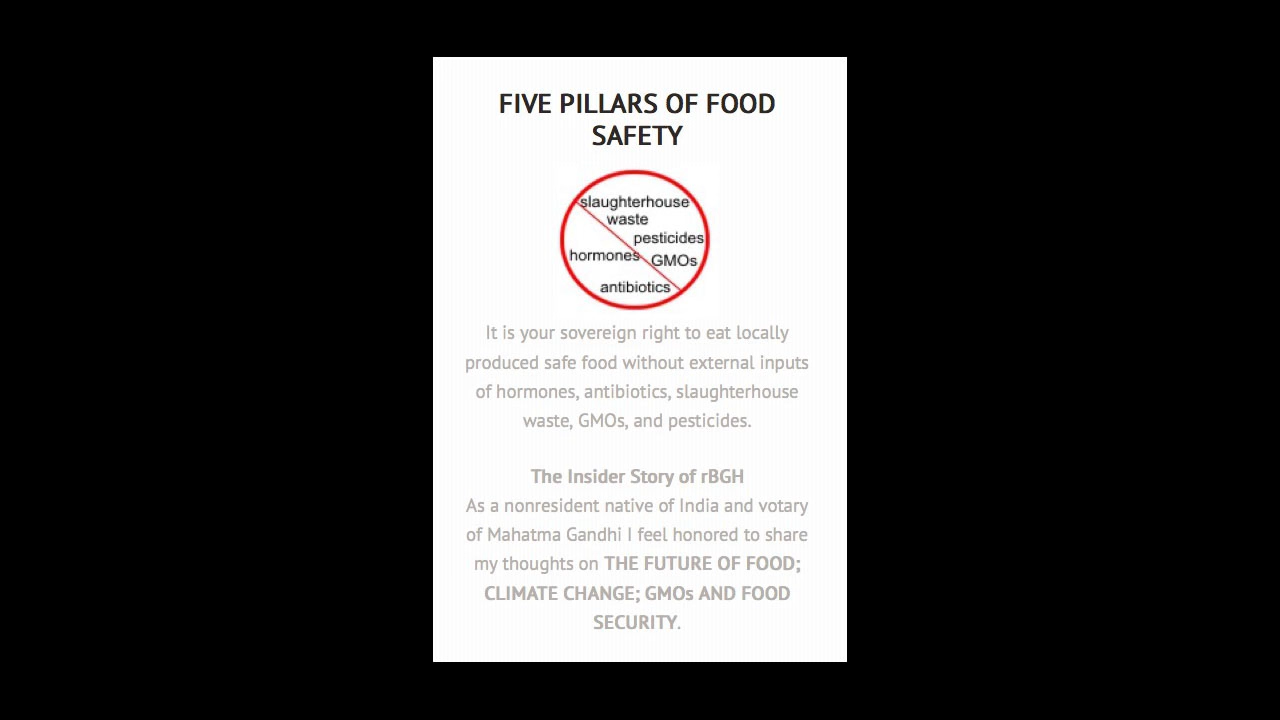 FIVE PILLARS OF FOOD
SAFETY
slaughterhouse
waste
pesticides
hormones
GMOs
antibiotics
It is your sovereign right to eat locally
produced safe food without external inputs
of hormones, antibiotics, slaughterhouse
waste, GMOs, and pesticides.
The Insider Story of rBGH
As a nonresident native of India and votary
of Mahatma Gandhi I feel honored to share
my thoughts on THE FUTURE OF FOOD;
CLIMATE CHANGE; GMOs AND FOOD
SECURITY.